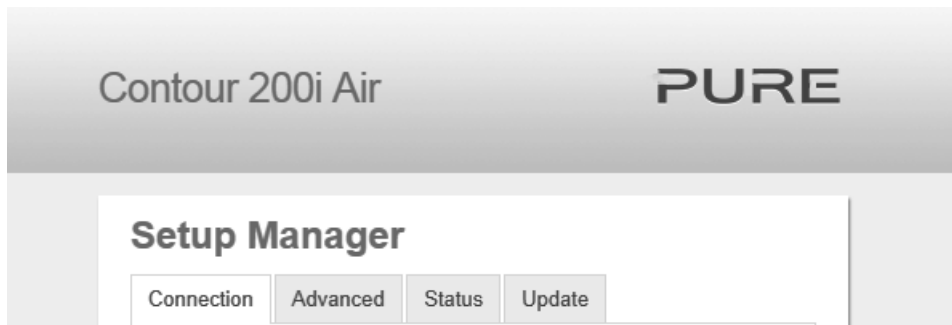 Contour 200i Air PURE
Setup Manager
Connection Advanced Status Update